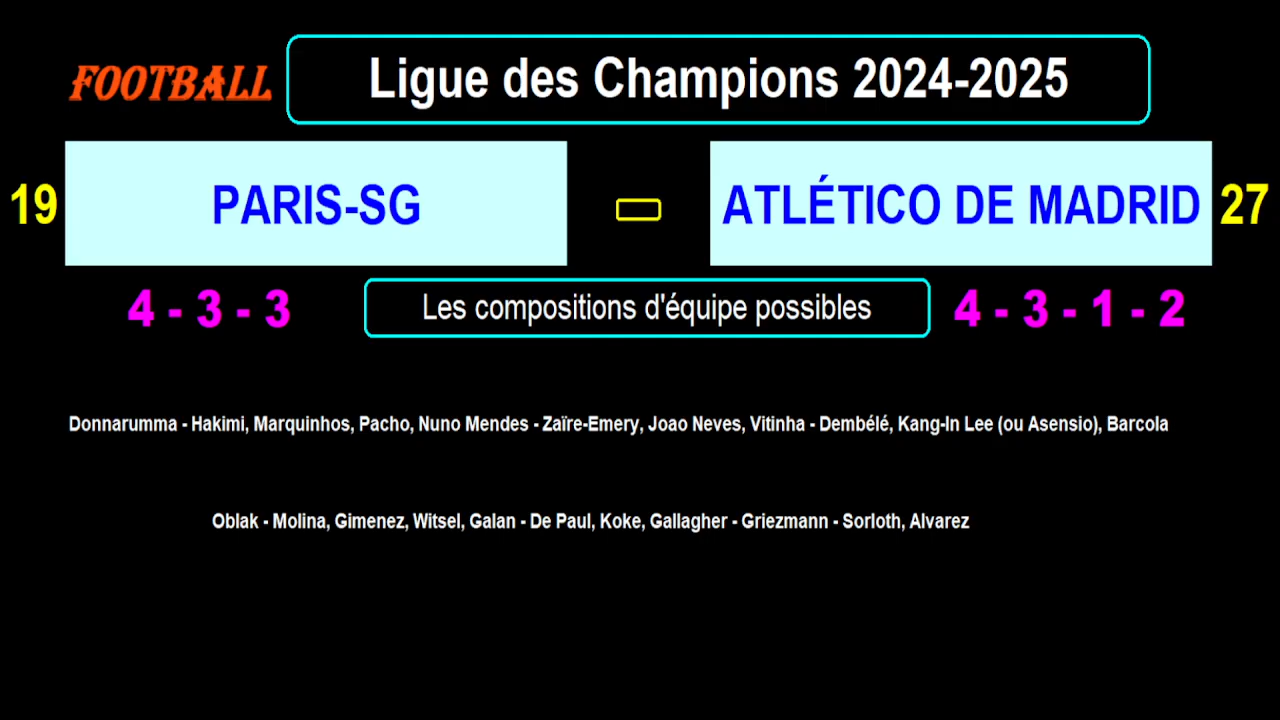 FOOTBALL
Ligue des Champions 2024-2025
19 PARIS-SG - ATLÉTICO DE MADRID 27
4 - 3 - 3 Les compositions d'équipe possibles 4 - 3 - 1 - 2
Donnarumma - Hakimi, Marquinhos, Pacho, Nuno Mendes - Zaïre-Emery, Joao Neves, Vitinha - Dembélé, Kang-In Lee (ou Asensio), Barcola
Oblak - Molina, Gimenez, Witsel, Galan - De Paul, Koke, Gallagher - Griezmann - Sorloth, Alvarez